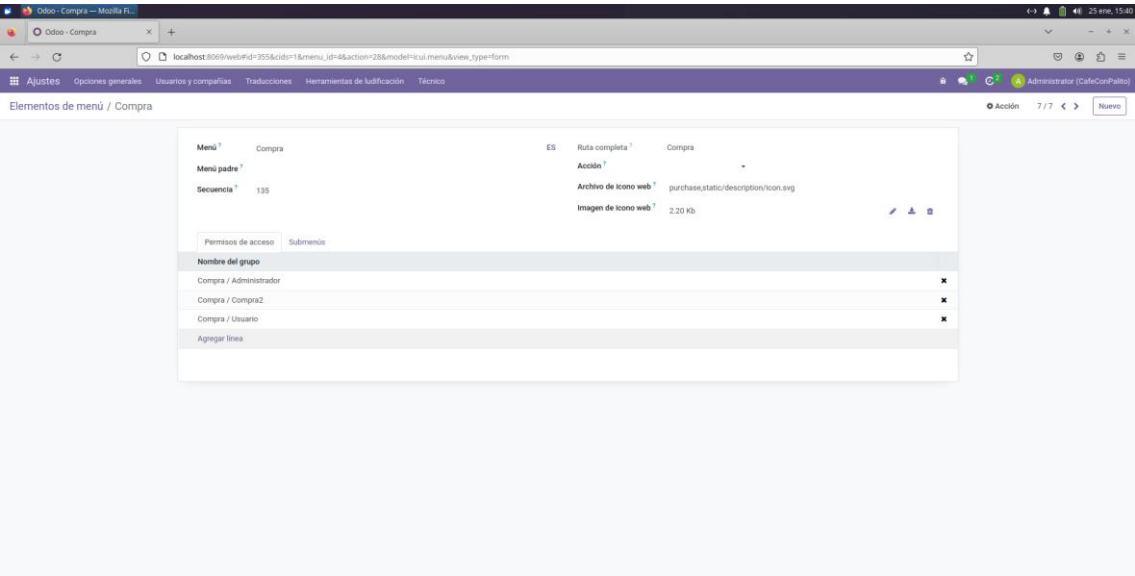 Odoo - Compra — Mozilla Fi...
25 ene, 15:40
Odoo - Compra
localhost:8069/web#id=355&cids=1&menu_id=4&action=28&model=ir.ui.menu&view_type=form
Ajustes Opciones generales Usuarios y compañías Traducciones Herramientas de ludificación Técnico 1 2 A Administrator (CafeConPalito)
Elementos de menú / Compra
Acción 7 / 7 Nuevo
Menú ? Compra ES
Menú padre ?
Secuencia ? 135
Ruta completa ? Compra
Acción ?
Archivo de icono web ? purchase,static/description/icon.svg
Imagen de icono web ? 2.20 Kb
Permisos de acceso Submenús
Nombre del grupo
Compra / Administrador
Compra / Compra2
Compra / Usuario
Agregar línea